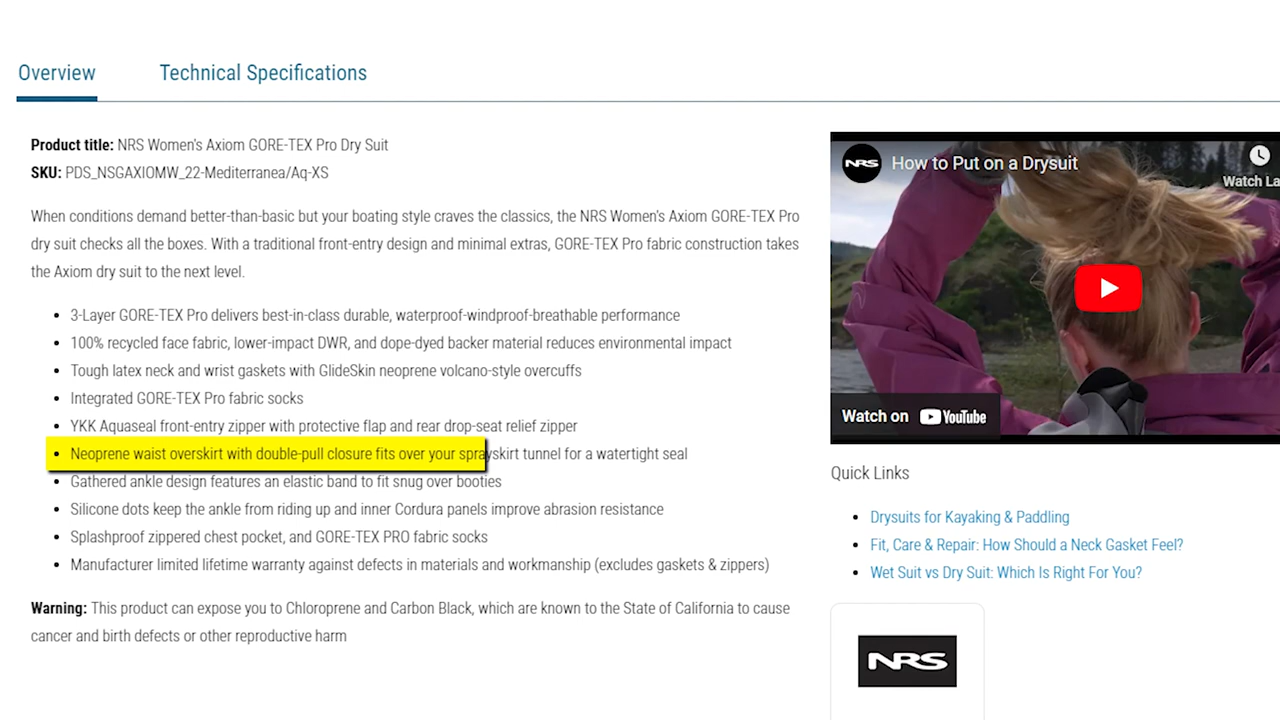 Overview
Technical Specifications
Product title: NRS Women's Axiom GORE-TEX Pro Dry Suit
SKU: PDS_NSGAXIOMW_22-Mediterranea/Aq-XS
When conditions demand better-than-basic but your boating style craves the classics, the NRS Women's Axiom GORE-TEX Pro
dry suit checks all the boxes. With a traditional front-entry design and minimal extras, GORE-TEX Pro fabric construction takes
the Axiom dry suit to the next level.
3-Layer GORE-TEX Pro delivers best-in-class durable, waterproof-windproof-breathable performance
100% recycled face fabric, lower-impact DWR, and dope-dyed backer material reduces environmental impact
Tough latex neck and wrist gaskets with GlideSkin neoprene volcano-style overcuffs
Integrated GORE-TEX Pro fabric socks
YKK Aquaseal front-entry zipper with protective flap and rear drop-seat relief zipper
Neoprene waist overskirt with double-pull closure fits over your sprayskirt tunnel for a watertight seal
Gathered ankle design features an elastic band to fit snug over booties
Silicone dots keep the ankle from riding up and inner Cordura panels improve abrasion resistance
Splashproof zippered chest pocket, and GORE-TEX PRO fabric socks
Manufacturer limited lifetime warranty against defects in materials and workmanship (excludes gaskets & zippers)
Warning: This product can expose you to Chloroprene and Carbon Black, which are known to the State of California to cause
cancer and birth defects or other reproductive harm
NRS
How to Put on a Drysuit
Watch La
Watch on YouTube
Quick Links
Drysuits for Kayaking & Paddling
Fit, Care & Repair: How Should a Neck Gasket Feel?
Wet Suit vs Dry Suit: Which Is Right For You?
NRS